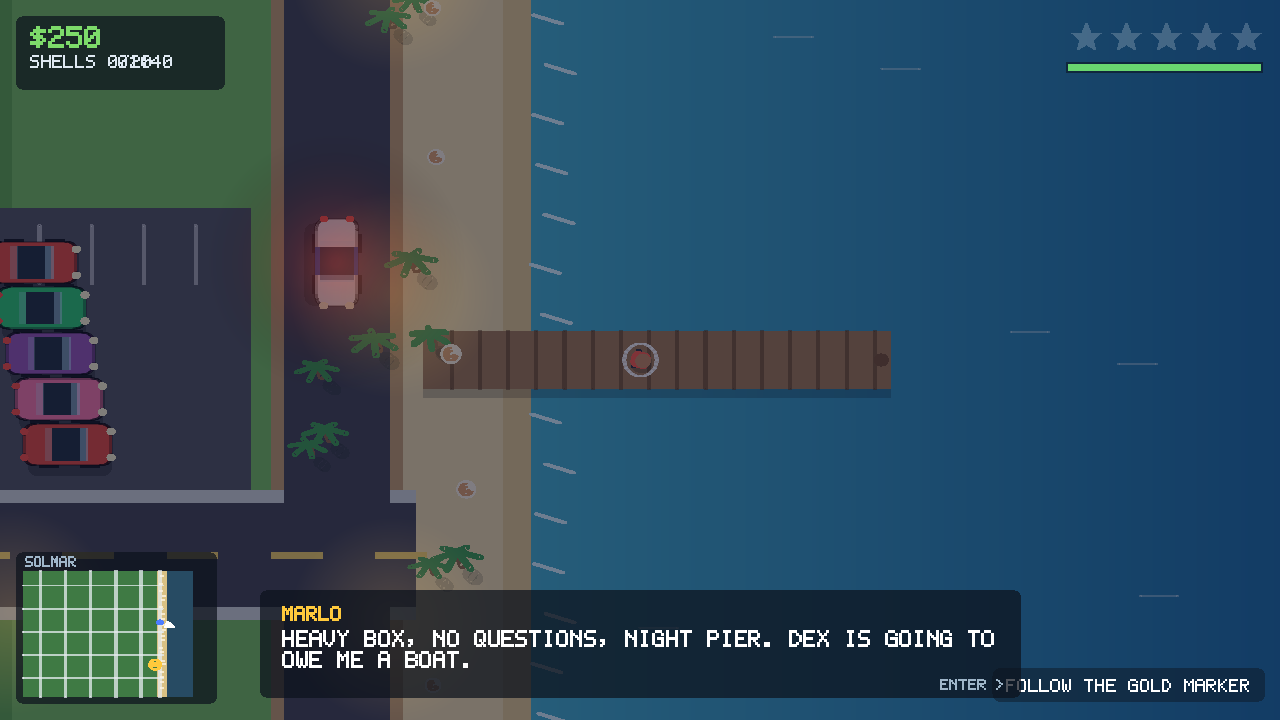 $250
SHELLS
SOLMAR
MARLO
HEAVY BOX, NO QUESTIONS, NIGHT PIER. DEX IS GOING TO
OWE ME A BOAT.
ENTER >
FOLLOW THE GOLD MARKER